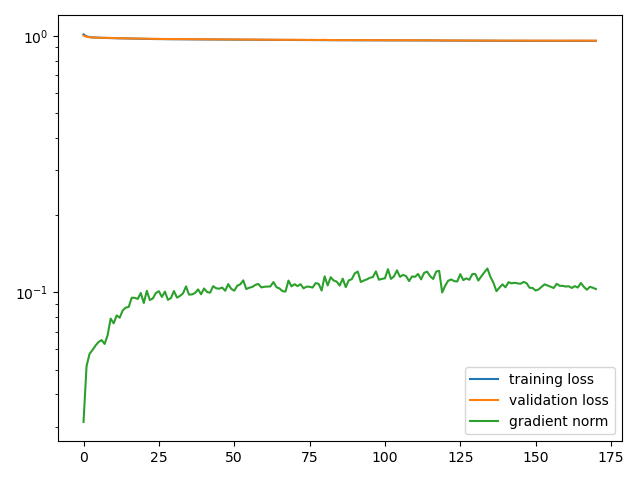 10⁰
10⁻¹
0 25 50 75 100 125 150 175
training loss
validation loss
gradient norm